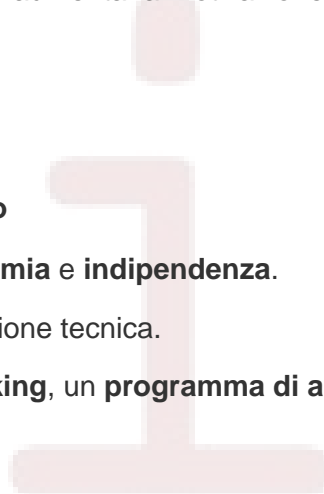 o
mia e indipendenza.
ione tecnica.
king, un programma di a